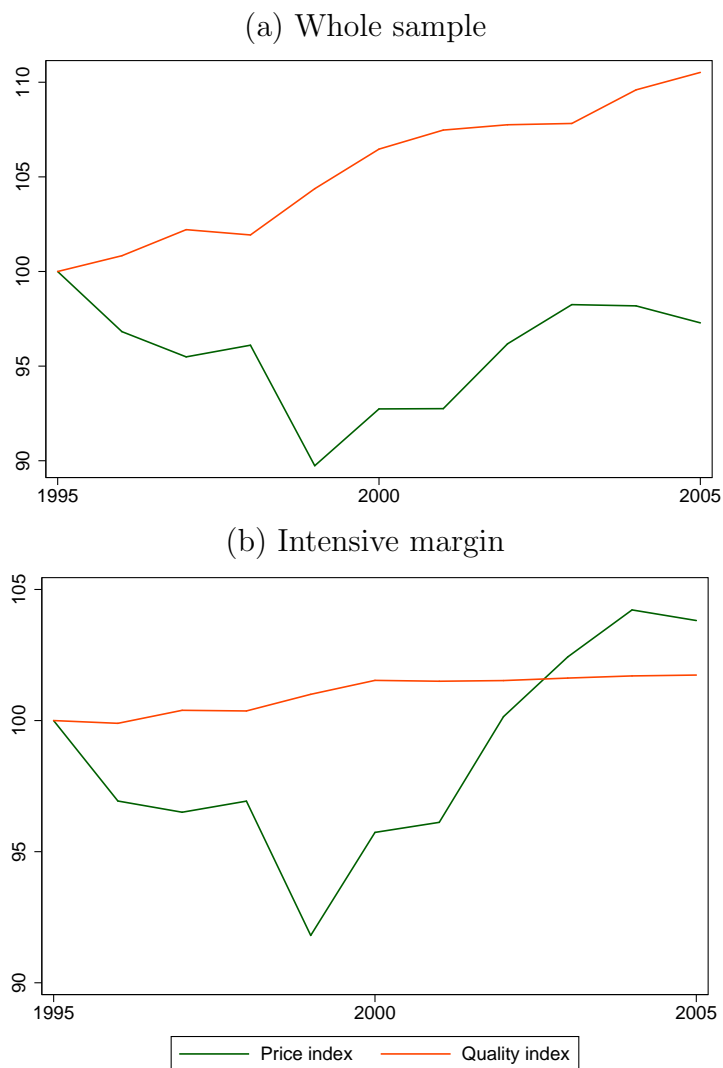 (a) Whole sample
110
105
100
95
90
1995 2000 2005
(b) Intensive margin
105
100
95
90
1995 2000 2005
Price index Quality index